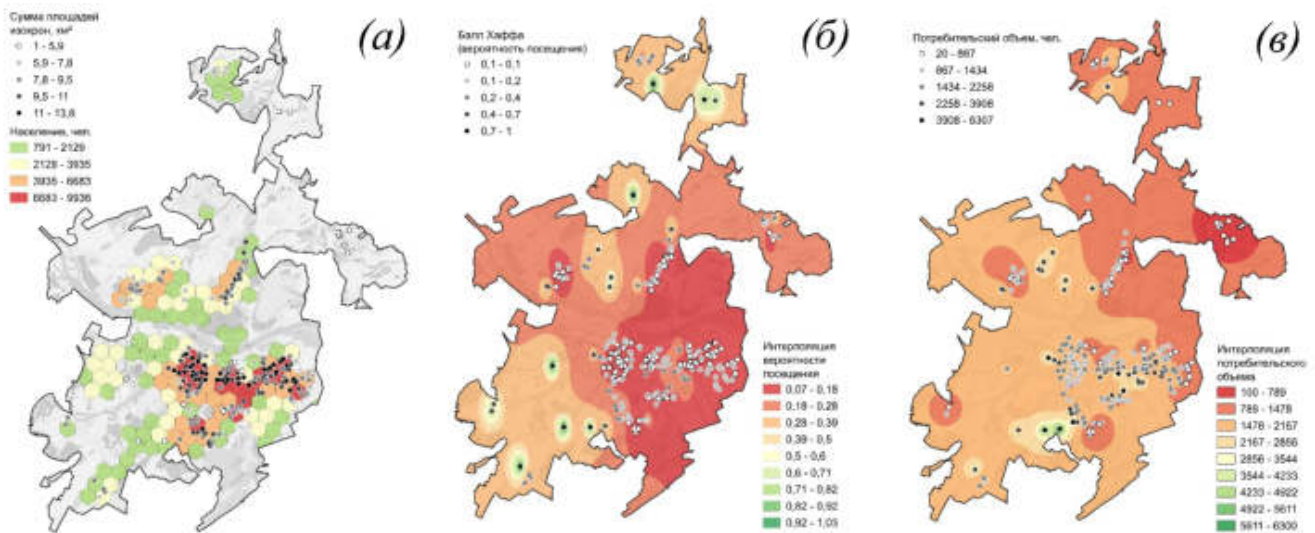 Сумма площадей
изохрон, км²
1 - 5,9
5,9 - 7,8
7,8 - 9,5
9,5 - 11
11 - 13,6
Население, чел.
791 - 2129
2129 - 3935
3935 - 6683
6683 - 9936
(а)
Балл Хаффа
(вероятность посещения)
0,1 - 0,1
0,1 - 0,2
0,2 - 0,4
0,4 - 0,7
0,7 - 1
(б)
Интерполяция
вероятности
посещения
0,07 - 0,18
0,18 - 0,28
0,28 - 0,39
0,39 - 0,5
0,5 - 0,6
0,6 - 0,71
0,71 - 0,82
0,82 - 0,92
0,92 - 1,03
Потребительский объем, чел.
20 - 867
867 - 1434
1434 - 2258
2258 - 3908
3908 - 6307
(в)
Интерполяция
потребительского
объема
100 - 789
789 - 1478
1478 - 2167
2167 - 2856
2856 - 3544
3544 - 4233
4233 - 4922
4922 - 5611
5611 - 6300